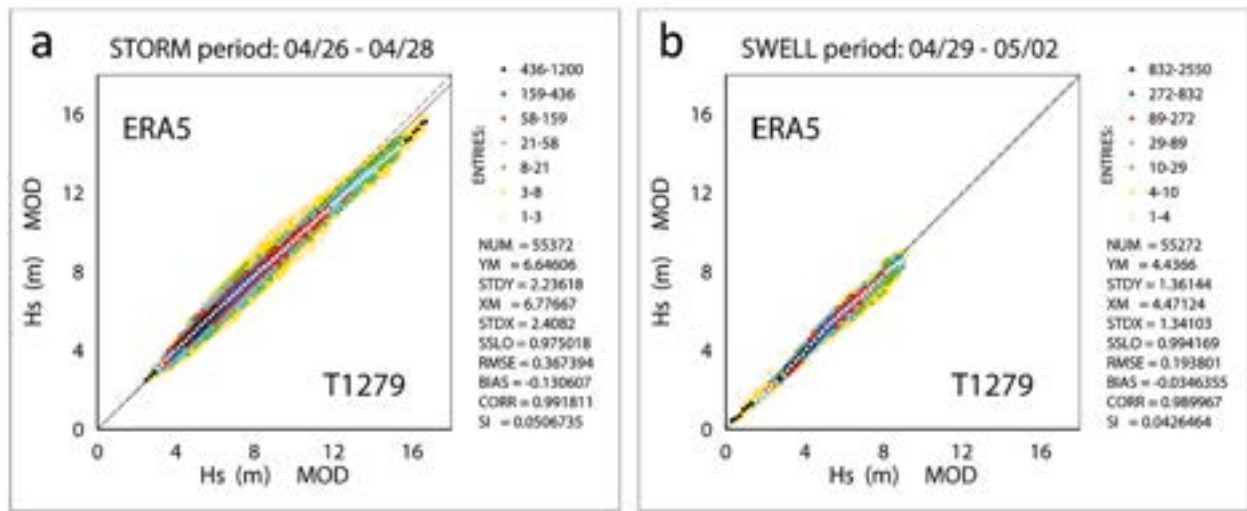 a
STORM period: 04/26 - 04/28
ERA5
T1279
Hs (m) MOD
16
12
8
4
0
0 4 8 12 16
Hs (m) MOD
ENTRIES:
436-1200
159-436
58-159
21-58
8-21
3-8
1-3
NUM = 55372
YM = 6.64606
STDY = 2.23618
XM = 6.77667
STDX = 2.4082
SSLO = 0.975018
RMSE = 0.367394
BIAS = -0.130607
CORR = 0.991811
SI = 0.0506735
b
SWELL period: 04/29 - 05/02
ERA5
T1279
Hs (m) MOD
16
12
8
4
0
0 4 8 12 16
Hs (m) MOD
ENTRIES:
832-2550
272-832
89-272
29-89
10-29
4-10
1-4
NUM = 55272
YM = 4.4366
STDY = 1.36144
XM = 4.47124
STDX = 1.34103
SSLO = 0.994169
RMSE = 0.193801
BIAS = -0.0346355
CORR = 0.989967
SI = 0.0426464